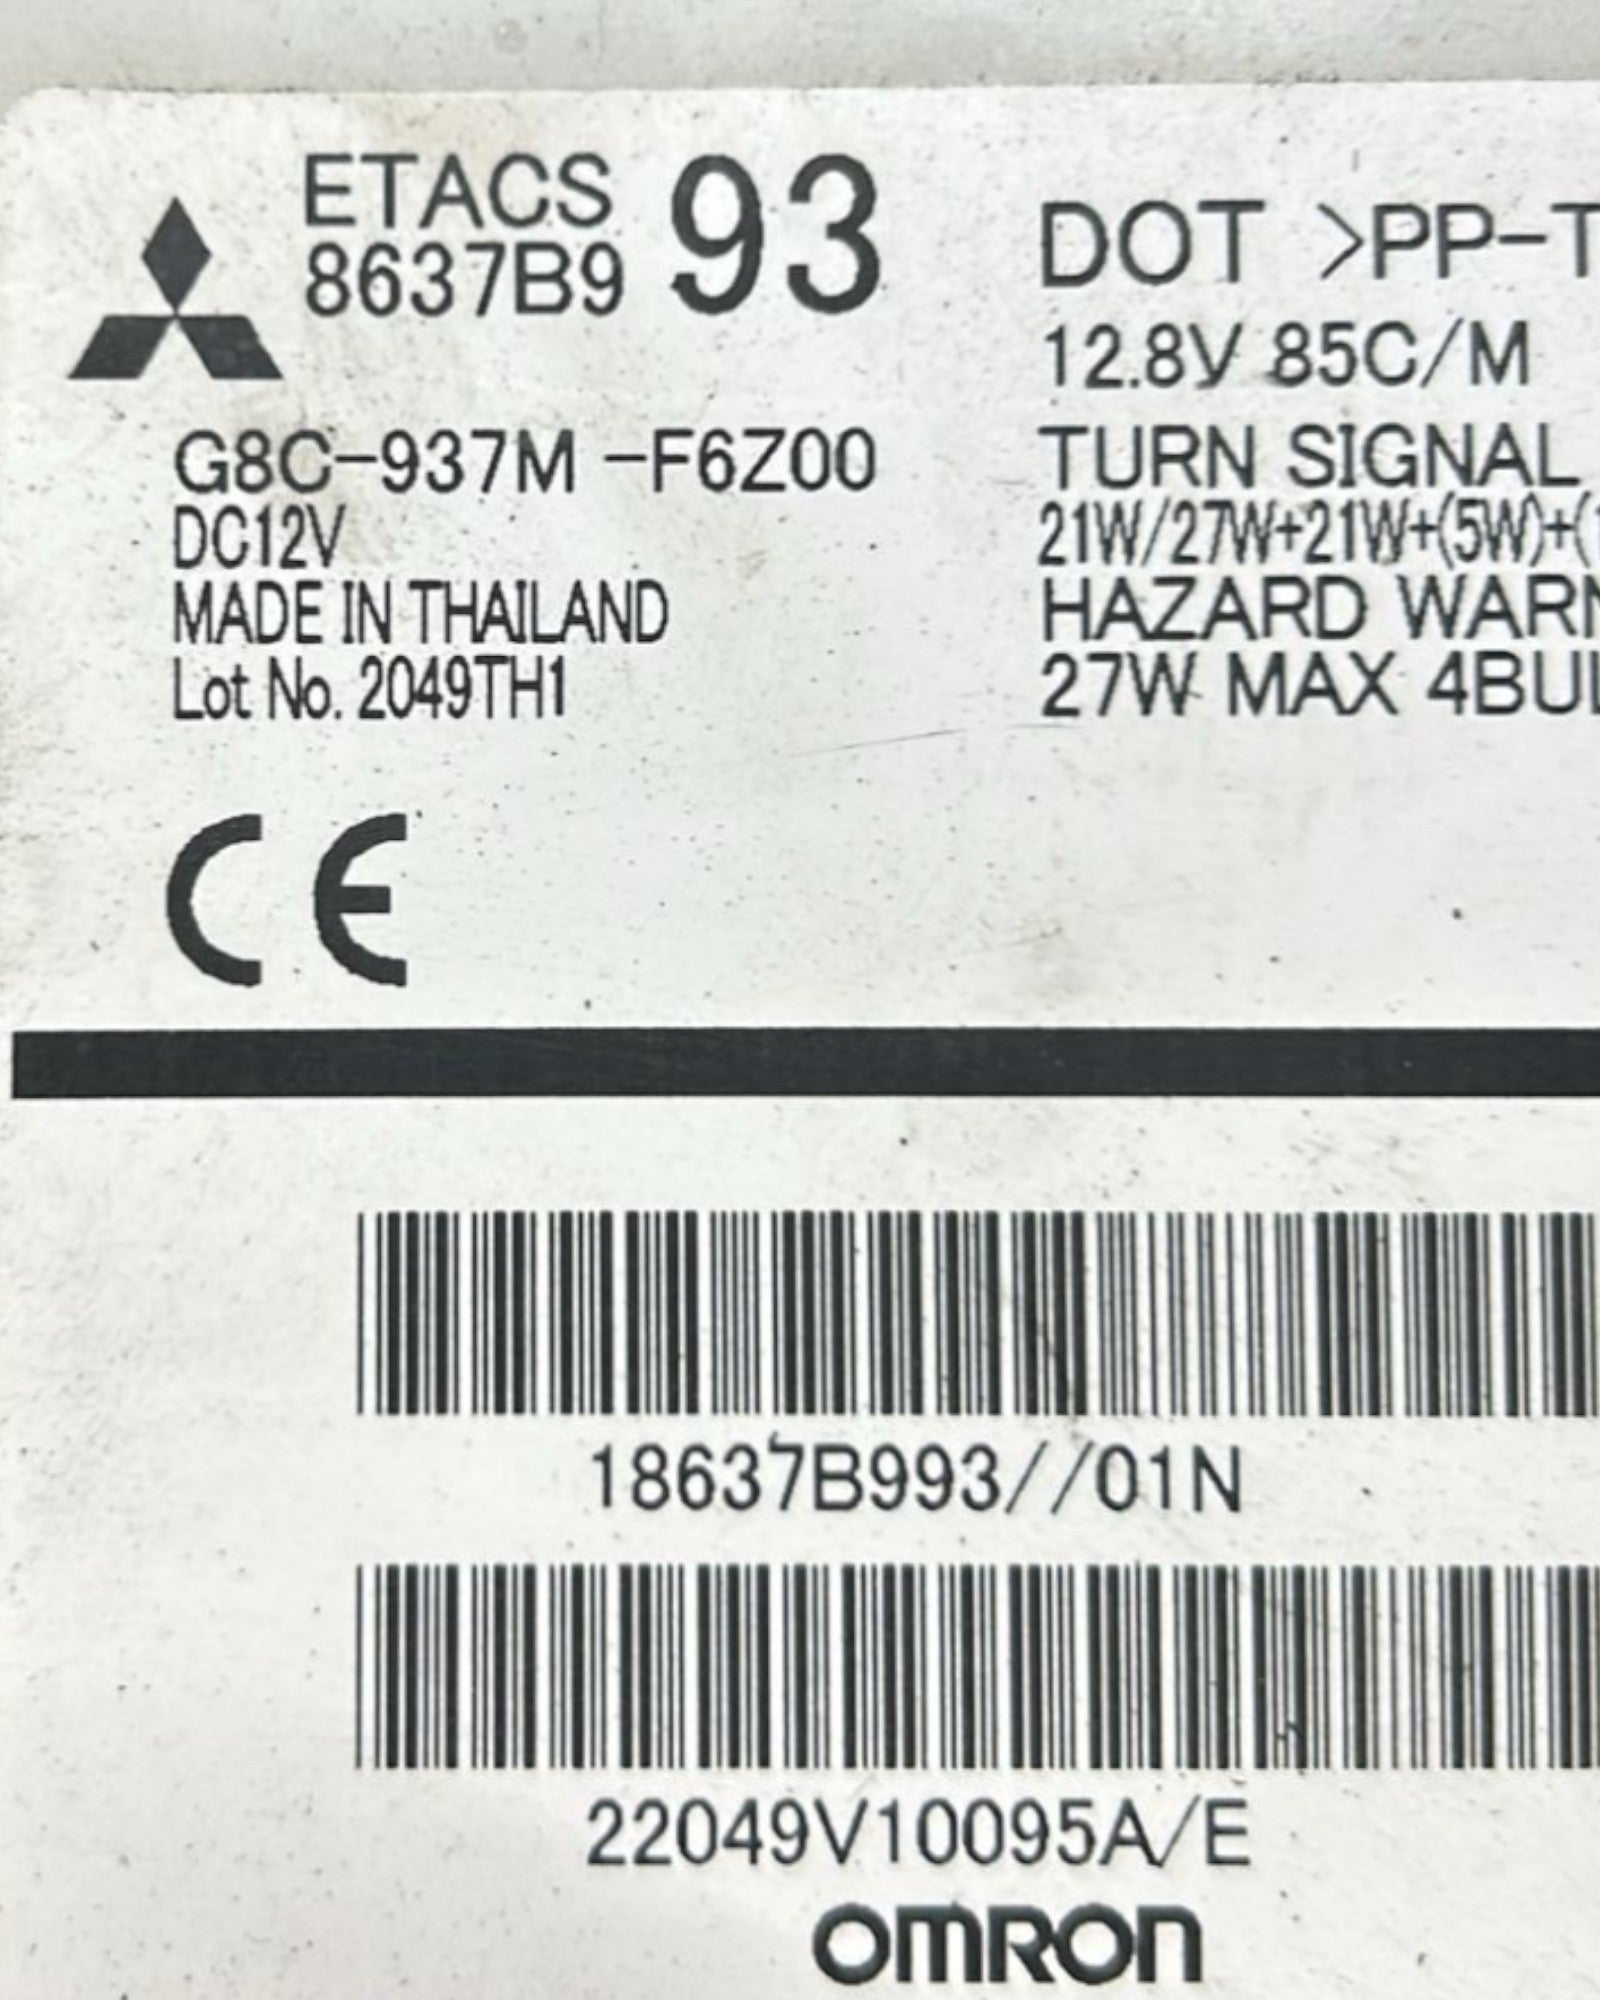 ETACS
8637B9 93
G8C-937M -F6Z00
DC12V
MADE IN THAILAND
Lot No. 2049TH1
CE
DOT >PP-T
12.8V 85C/M
TURN SIGNAL
21W/27W+21W+(5W)+(
HAZARD WARN
27W MAX 4BUL
18637B993//01N
22049V10095A/E
OMRON